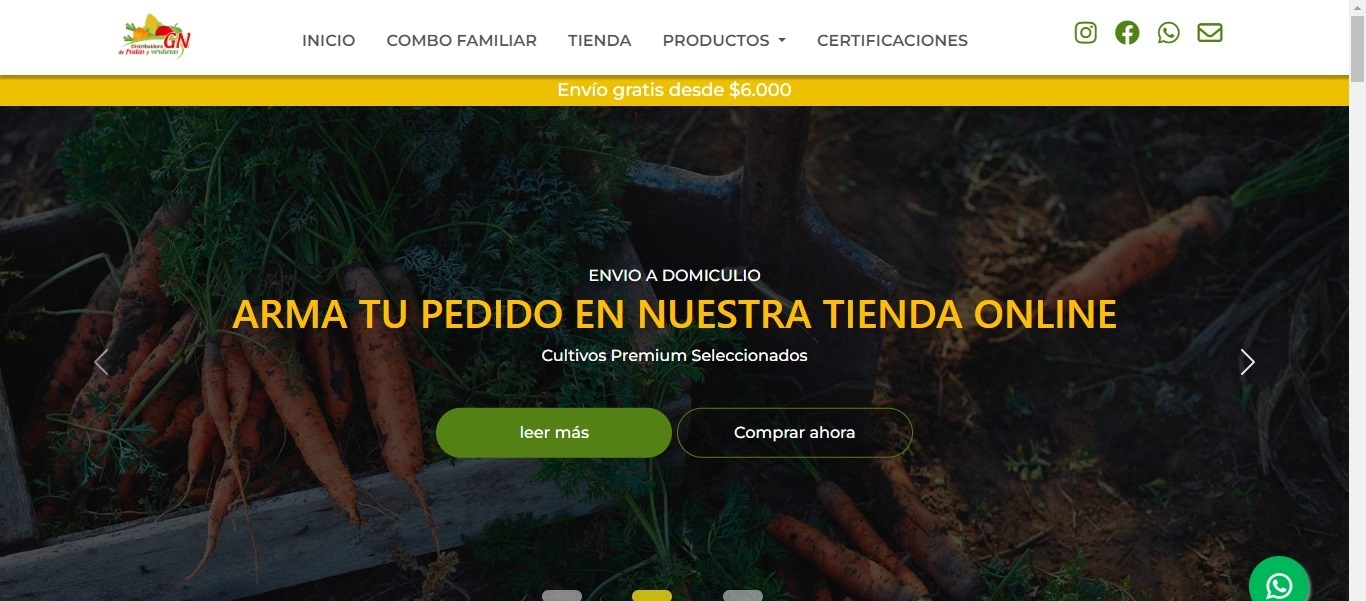 Distribuidora
GN
de Frutas y verduras
INICIO
COMBO FAMILIAR
TIENDA
PRODUCTOS
CERTIFICACIONES
Envío gratis desde $6.000
ENVIO A DOMICULIO
ARMA TU PEDIDO EN NUESTRA TIENDA ONLINE
Cultivos Premium Seleccionados
leer más
Comprar ahora